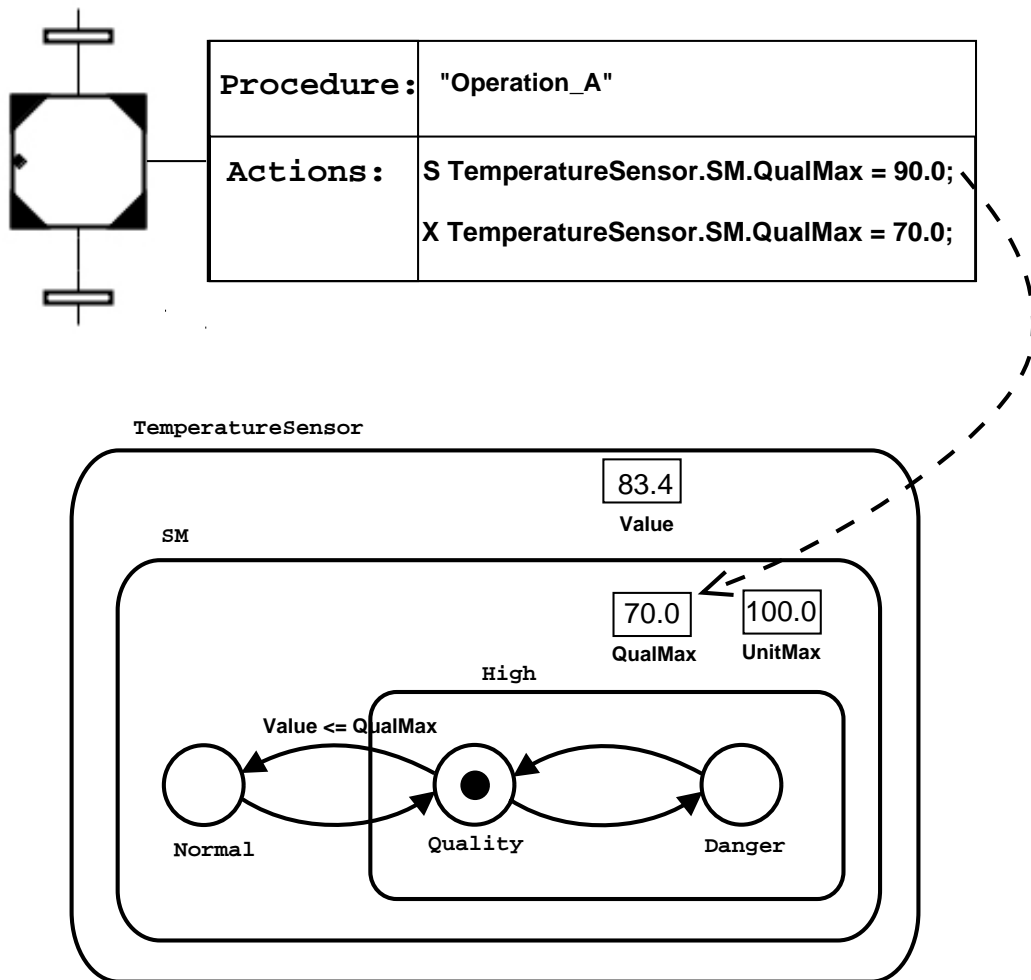 Procedure: "Operation_A"
Actions: S TemperatureSensor.SM.QualMax = 90.0;
X TemperatureSensor.SM.QualMax = 70.0;
TemperatureSensor
83.4
Value
SM
70.0 100.0
QualMax UnitMax
High
Value <= QualMax
Normal Quality Danger